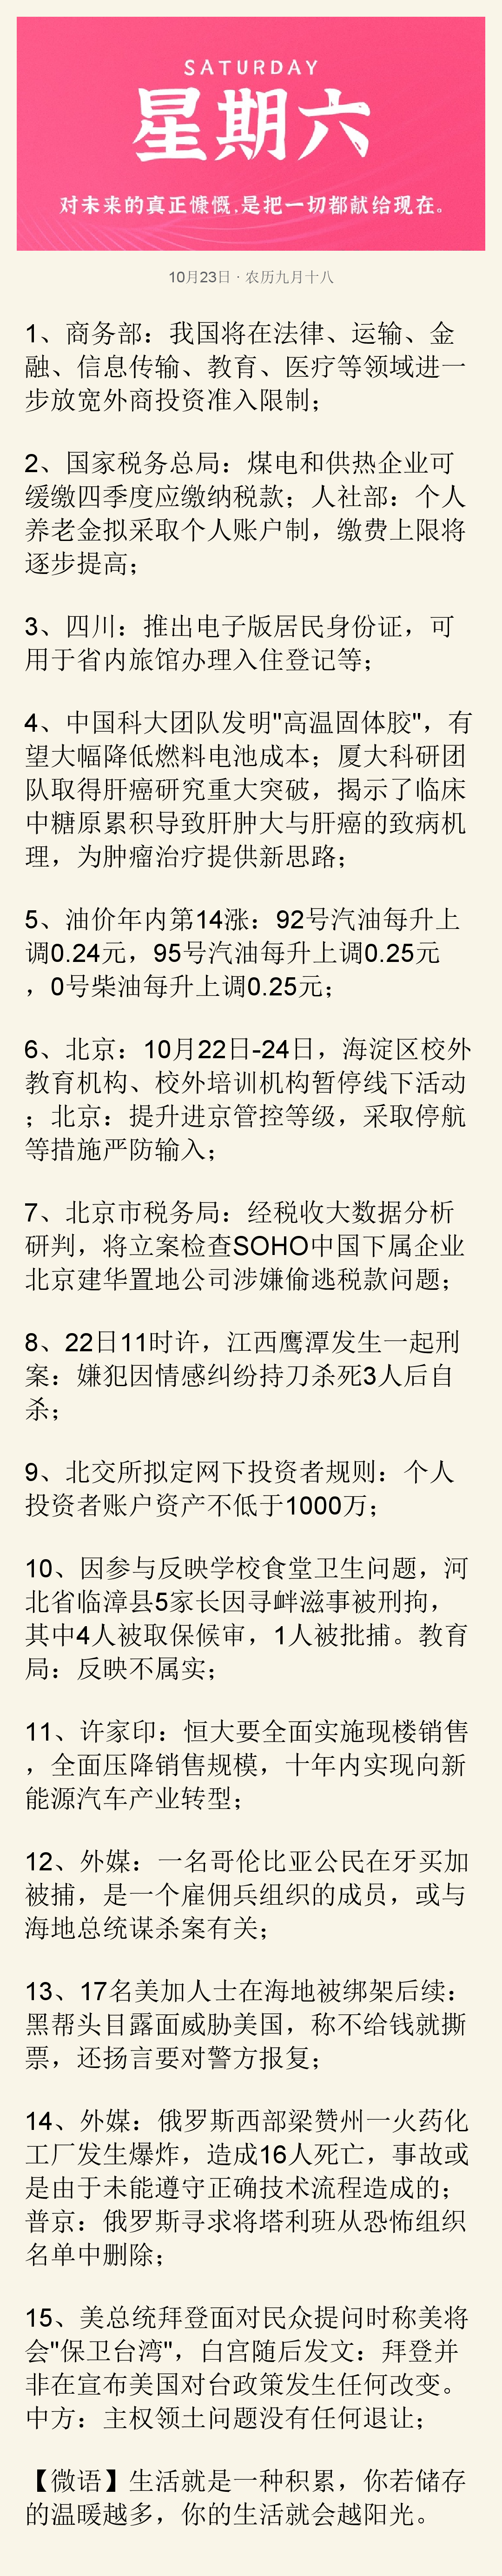 SATURDAY
星期六
对未来的真正慷慨,是把一切都献给现在。
10月23日 · 农历九月十八
1、商务部：我国将在法律、运输、金
融、信息传输、教育、医疗等领域进一
步放宽外商投资准入限制；
2、国家税务总局：煤电和供热企业可
缓缴四季度应缴纳税款；人社部：个人
养老金拟采取个人账户制，缴费上限将
逐步提高；
3、四川：推出电子版居民身份证，可
用于省内旅馆办理入住登记等；
4、中国科大团队发明"高温固体胶"，有
望大幅降低燃料电池成本；厦大科研团
队取得肝癌研究重大突破，揭示了临床
中糖原累积导致肝肿大与肝癌的致病机
理，为肿瘤治疗提供新思路；
5、油价年内第14涨：92号汽油每升上
调0.24元，95号汽油每升上调0.25元
，0号柴油每升上调0.25元；
6、北京：10月22日-24日，海淀区校外
教育机构、校外培训机构暂停线下活动
；北京：提升进京管控等级，采取停航
等措施严防输入；
7、北京市税务局：经税收大数据分析
研判，将立案检查SOHO中国下属企业
北京建华置地公司涉嫌偷逃税款问题；
8、22日11时许，江西鹰潭发生一起刑
案：嫌犯因情感纠纷持刀杀死3人后自
杀；
9、北交所拟定网下投资者规则：个人
投资者账户资产不低于1000万；
10、因参与反映学校食堂卫生问题，河
北省临漳县5家长因寻衅滋事被刑拘，
其中4人被取保候审，1人被批捕。教育
局：反映不属实；
11、许家印：恒大要全面实施现楼销售
，全面压降销售规模，十年内实现向新
能源汽车产业转型；
12、外媒：一名哥伦比亚公民在牙买加
被捕，是一个雇佣兵组织的成员，或与
海地总统谋杀案有关；
13、17名美加人士在海地被绑架后续：
黑帮头目露面威胁美国，称不给钱就撕
票，还扬言要对警方报复；
14、外媒：俄罗斯西部梁赞州一火药化
工厂发生爆炸，造成16人死亡，事故或
是由于未能遵守正确技术流程造成的；
普京：俄罗斯寻求将塔利班从恐怖组织
名单中删除；
15、美总统拜登面对民众提问时称美将
会"保卫台湾"，白宫随后发文：拜登并
非在宣布美国对台政策发生任何改变。
中方：主权领土问题没有任何退让；
【微语】生活就是一种积累，你若储存
的温暖越多，你的生活就会越阳光。